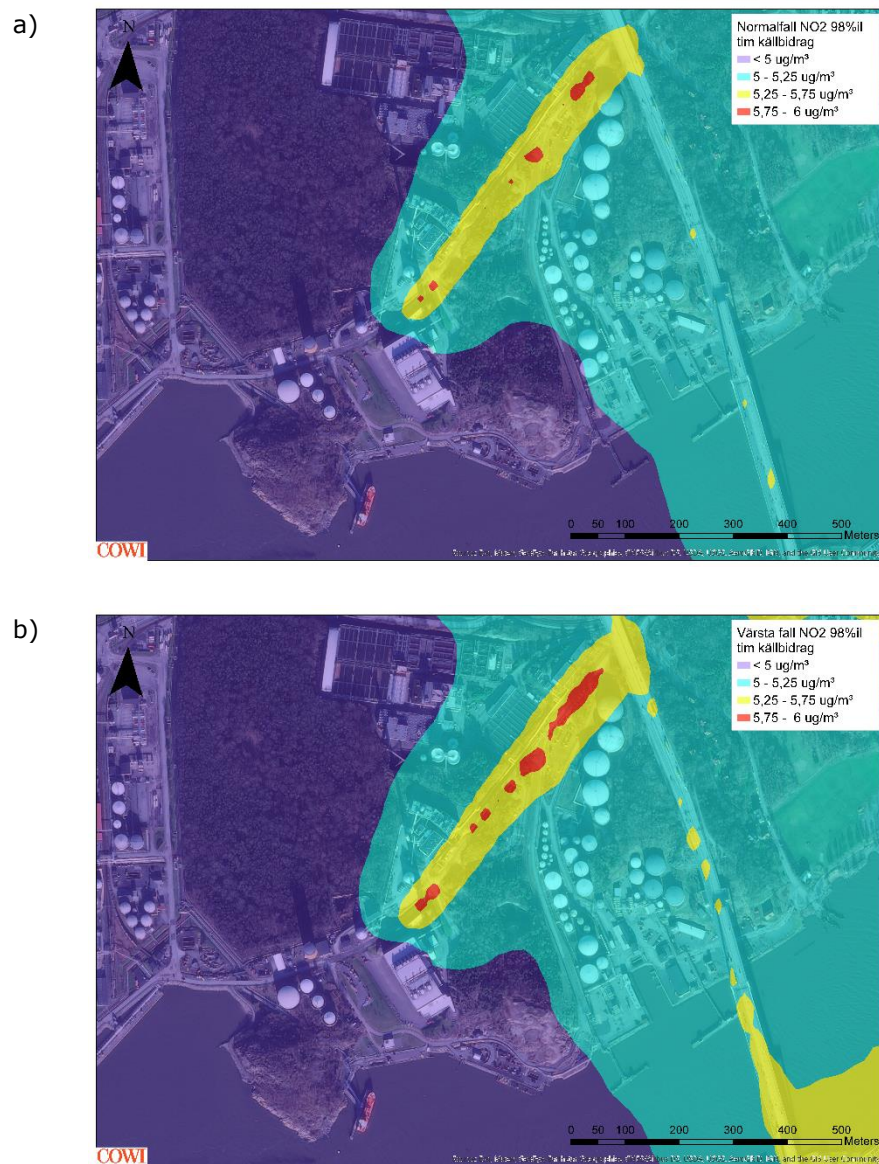 a)
N
Normalfall NO2 98%il
tim källbidrag
< 5 ug/m³
5 - 5,25 ug/m³
5,25 - 5,75 ug/m³
5,75 - 6 ug/m³
0 50 100 200 300 400 500
Meters
COWI
b)
N
Värsta fall NO2 98%il
tim källbidrag
< 5 ug/m³
5 - 5,25 ug/m³
5,25 - 5,75 ug/m³
5,75 - 6 ug/m³
0 50 100 200 300 400 500
Meters
COWI